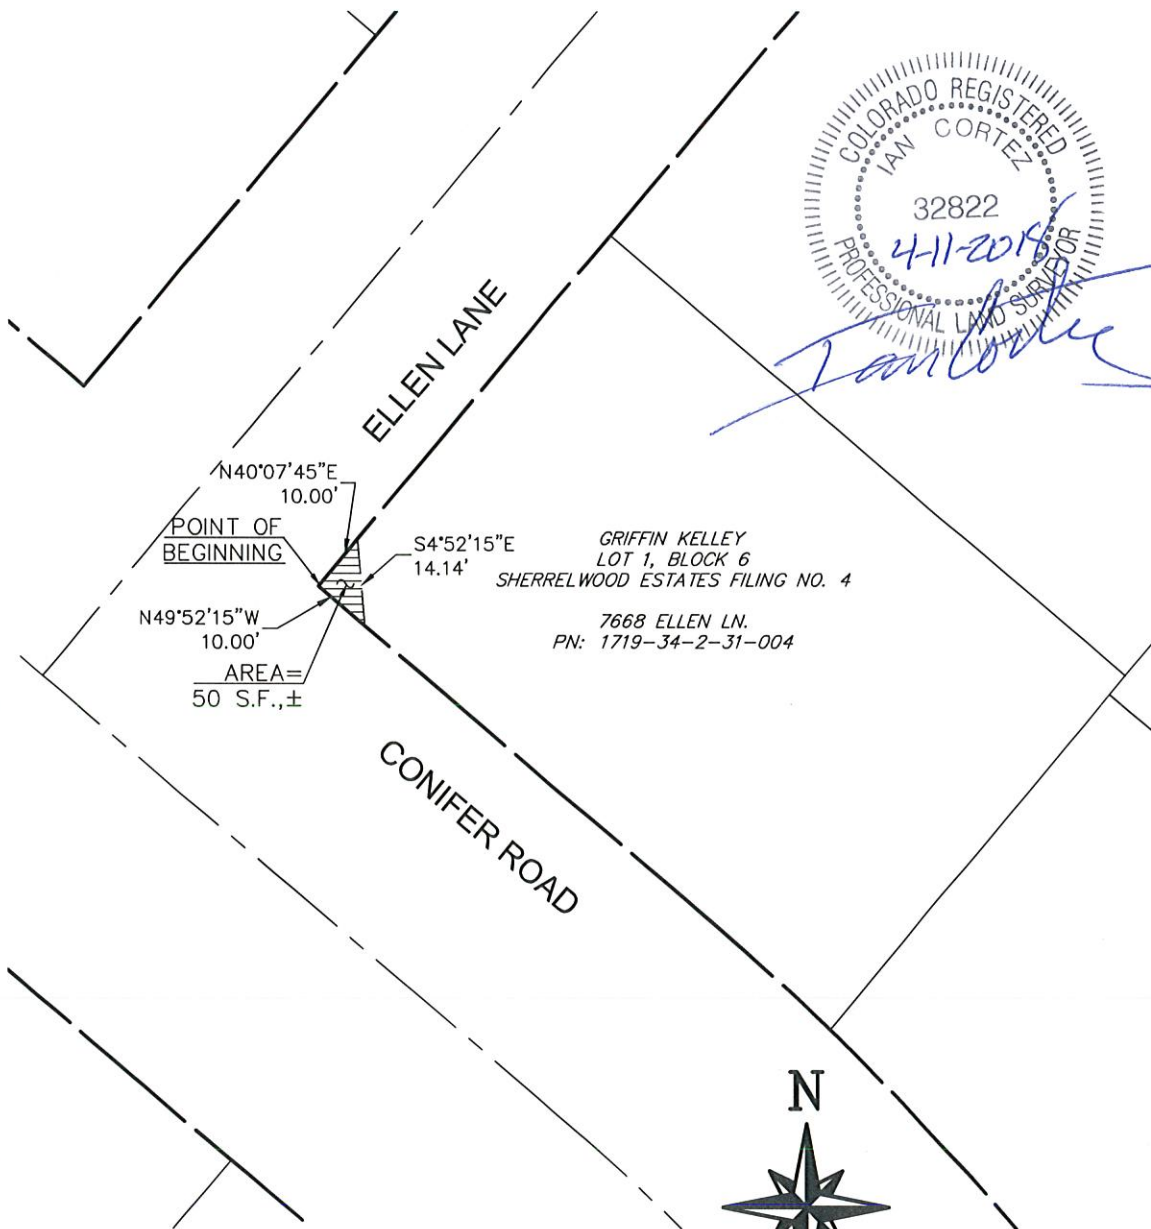 COLORADO REGISTERED
IAN CORTEZ
32822
4-11-2018
PROFESSIONAL LAND SURVEYOR
Ian Cortez
ELLEN LANE
N40°07'45"E
10.00'
POINT OF
BEGINNING
S4°52'15"E
14.14'
GRIFFIN KELLEY
LOT 1, BLOCK 6
SHERRELWOOD ESTATES FILING NO. 4
7668 ELLEN LN.
PN: 1719-34-2-31-004
N49°52'15"W
10.00'
AREA=
50 S.F.,±
CONIFER ROAD
N